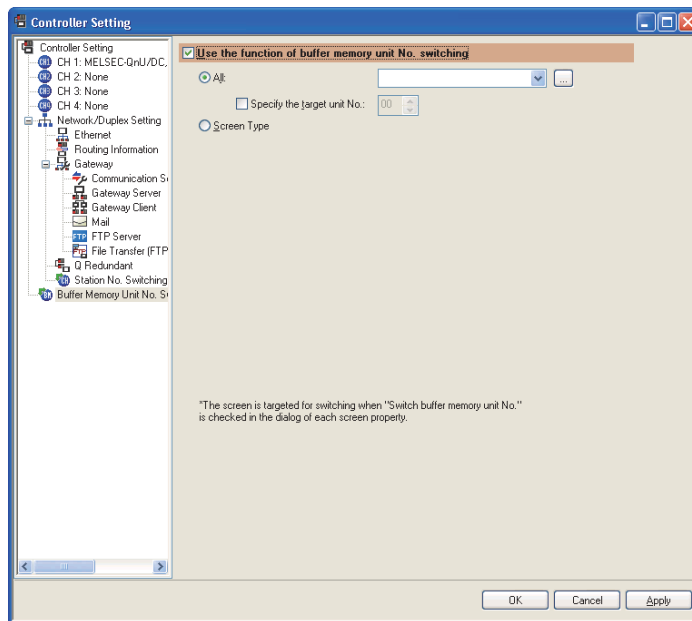 Controller Setting
Controller Setting
CH 1: MELSEC-QnU/DC,
CH 2: None
CH 3: None
CH 4: None
Network/Duplex Setting
Ethernet
Routing Information
Gateway
Communication S
Gateway Server
Gateway Client
Mail
FTP Server
File Transfer (FTP
Q Redundant
Station No. Switching
Buffer Memory Unit No. S
Use the function of buffer memory unit No. switching
All:
...
Specify the target unit No.:
00
Screen Type
"The screen is targeted for switching when "Switch buffer memory unit No."
is checked in the dialog of each screen property.
OK
Cancel
Apply